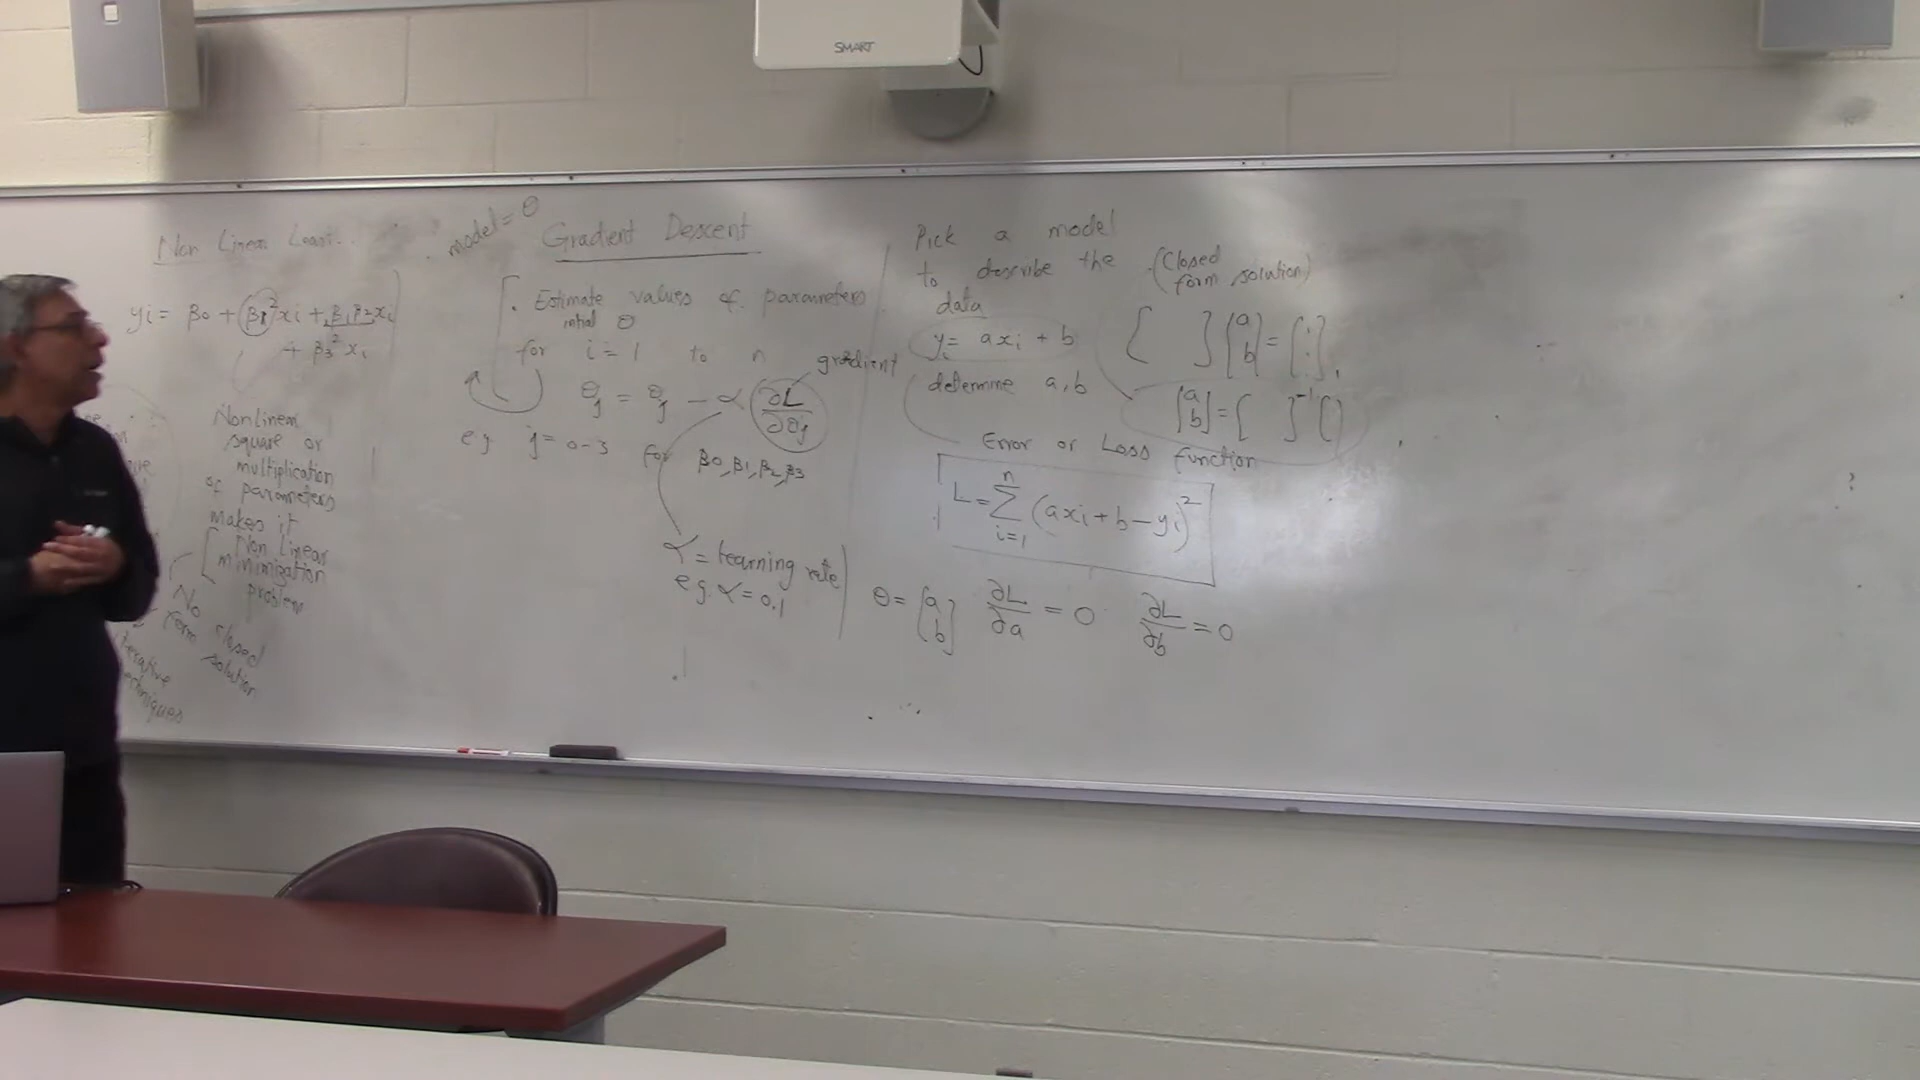 SMART
Non Linear
yi = β0 + β1²xi + β1β2xi
+ β3²xi
Nonlinear
square or
multiplication
of parameters
makes it
Non Linear
minimization
problem
No closed
form solution
iterative
techniques
model = θ
Gradient Descent
. Estimate values of parameters
initial θ
for i = 1 to n
gradient
θj = θj - α ∂L/∂θj
eg j = 0-3 for β0, β1, β2, β3
α = learning rate
eg. α = 0.1
Pick a model
to describe the
data
yi = axi + b
determine a, b
(Closed
form solution)
[ ] [a b] = [: :]
[a b] = [ ]⁻¹ [ ]
Error or Loss function
L = Σ i=1 n (axi + b - yi)²
θ = [a b] ∂L/∂a = 0 ∂L/∂b = 0